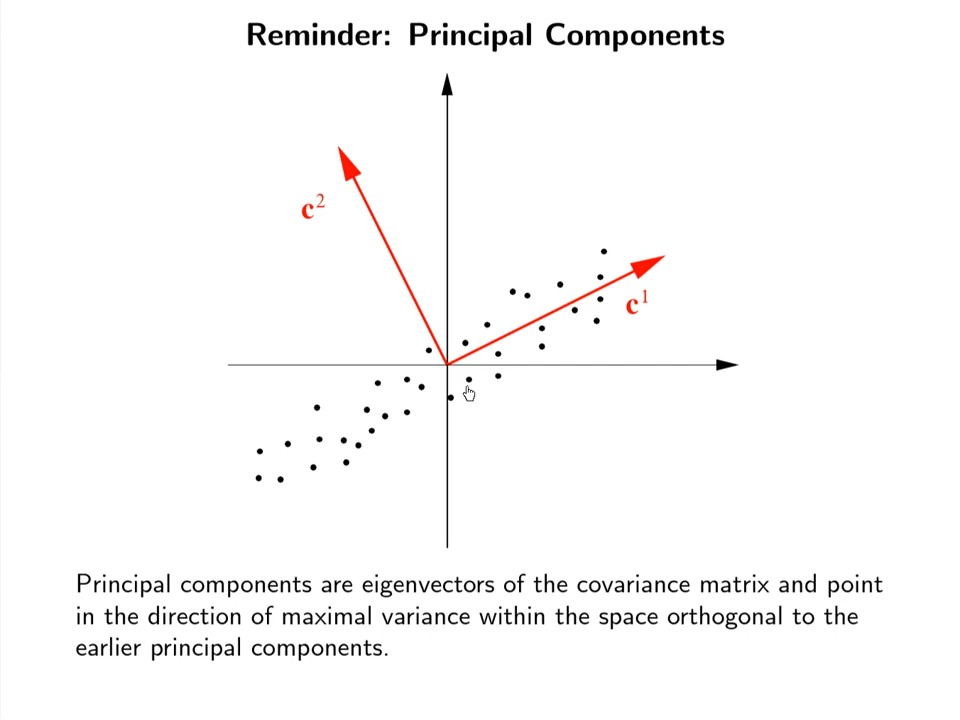 Reminder: Principal Components
c²
c¹
Principal components are eigenvectors of the covariance matrix and point
in the direction of maximal variance within the space orthogonal to the
earlier principal components.